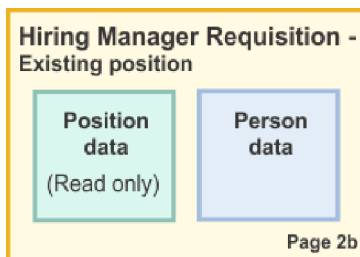 Hiring Manager Requisition -
Existing position
Position
data
(Read only)
Person
data
Page 2b